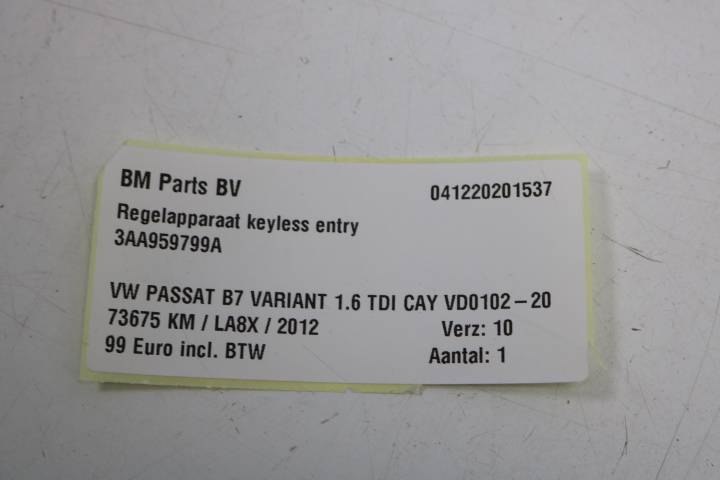 BM Parts BV 041220201537
Regelapparaat keyless entry
3AA959799A
VW PASSAT B7 VARIANT 1.6 TDI CAY VD0102-20
73675 KM / LA8X / 2012 Verz: 10
99 Euro incl. BTW Aantal: 1